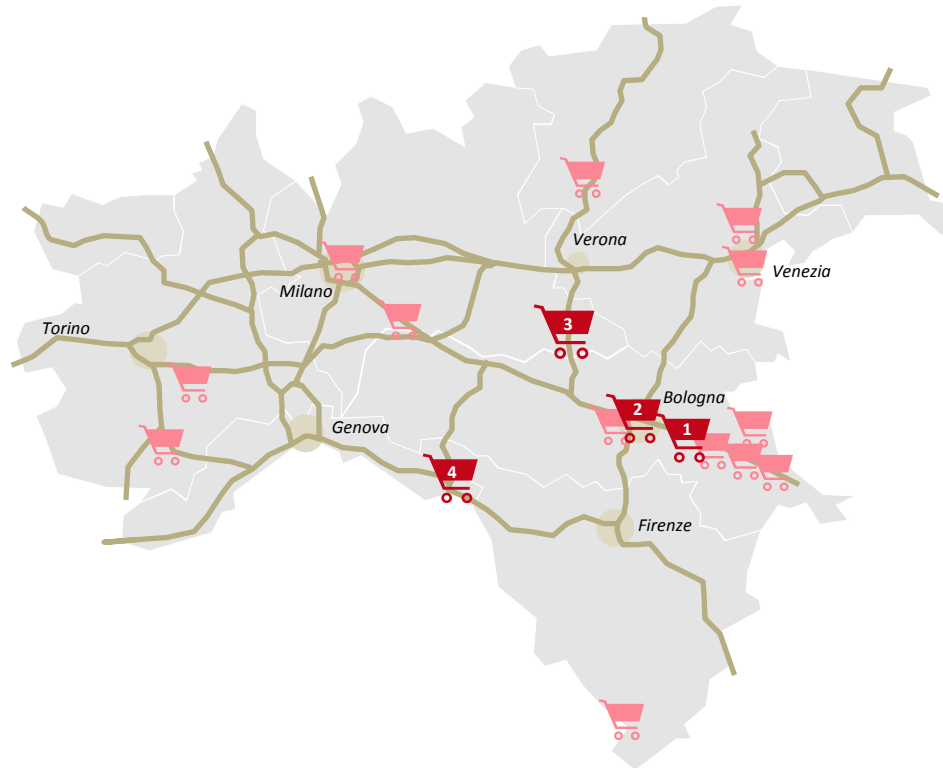 Verona
Venezia
Milano
3
Torino
Bologna
2
1
Genova
4
Firenze